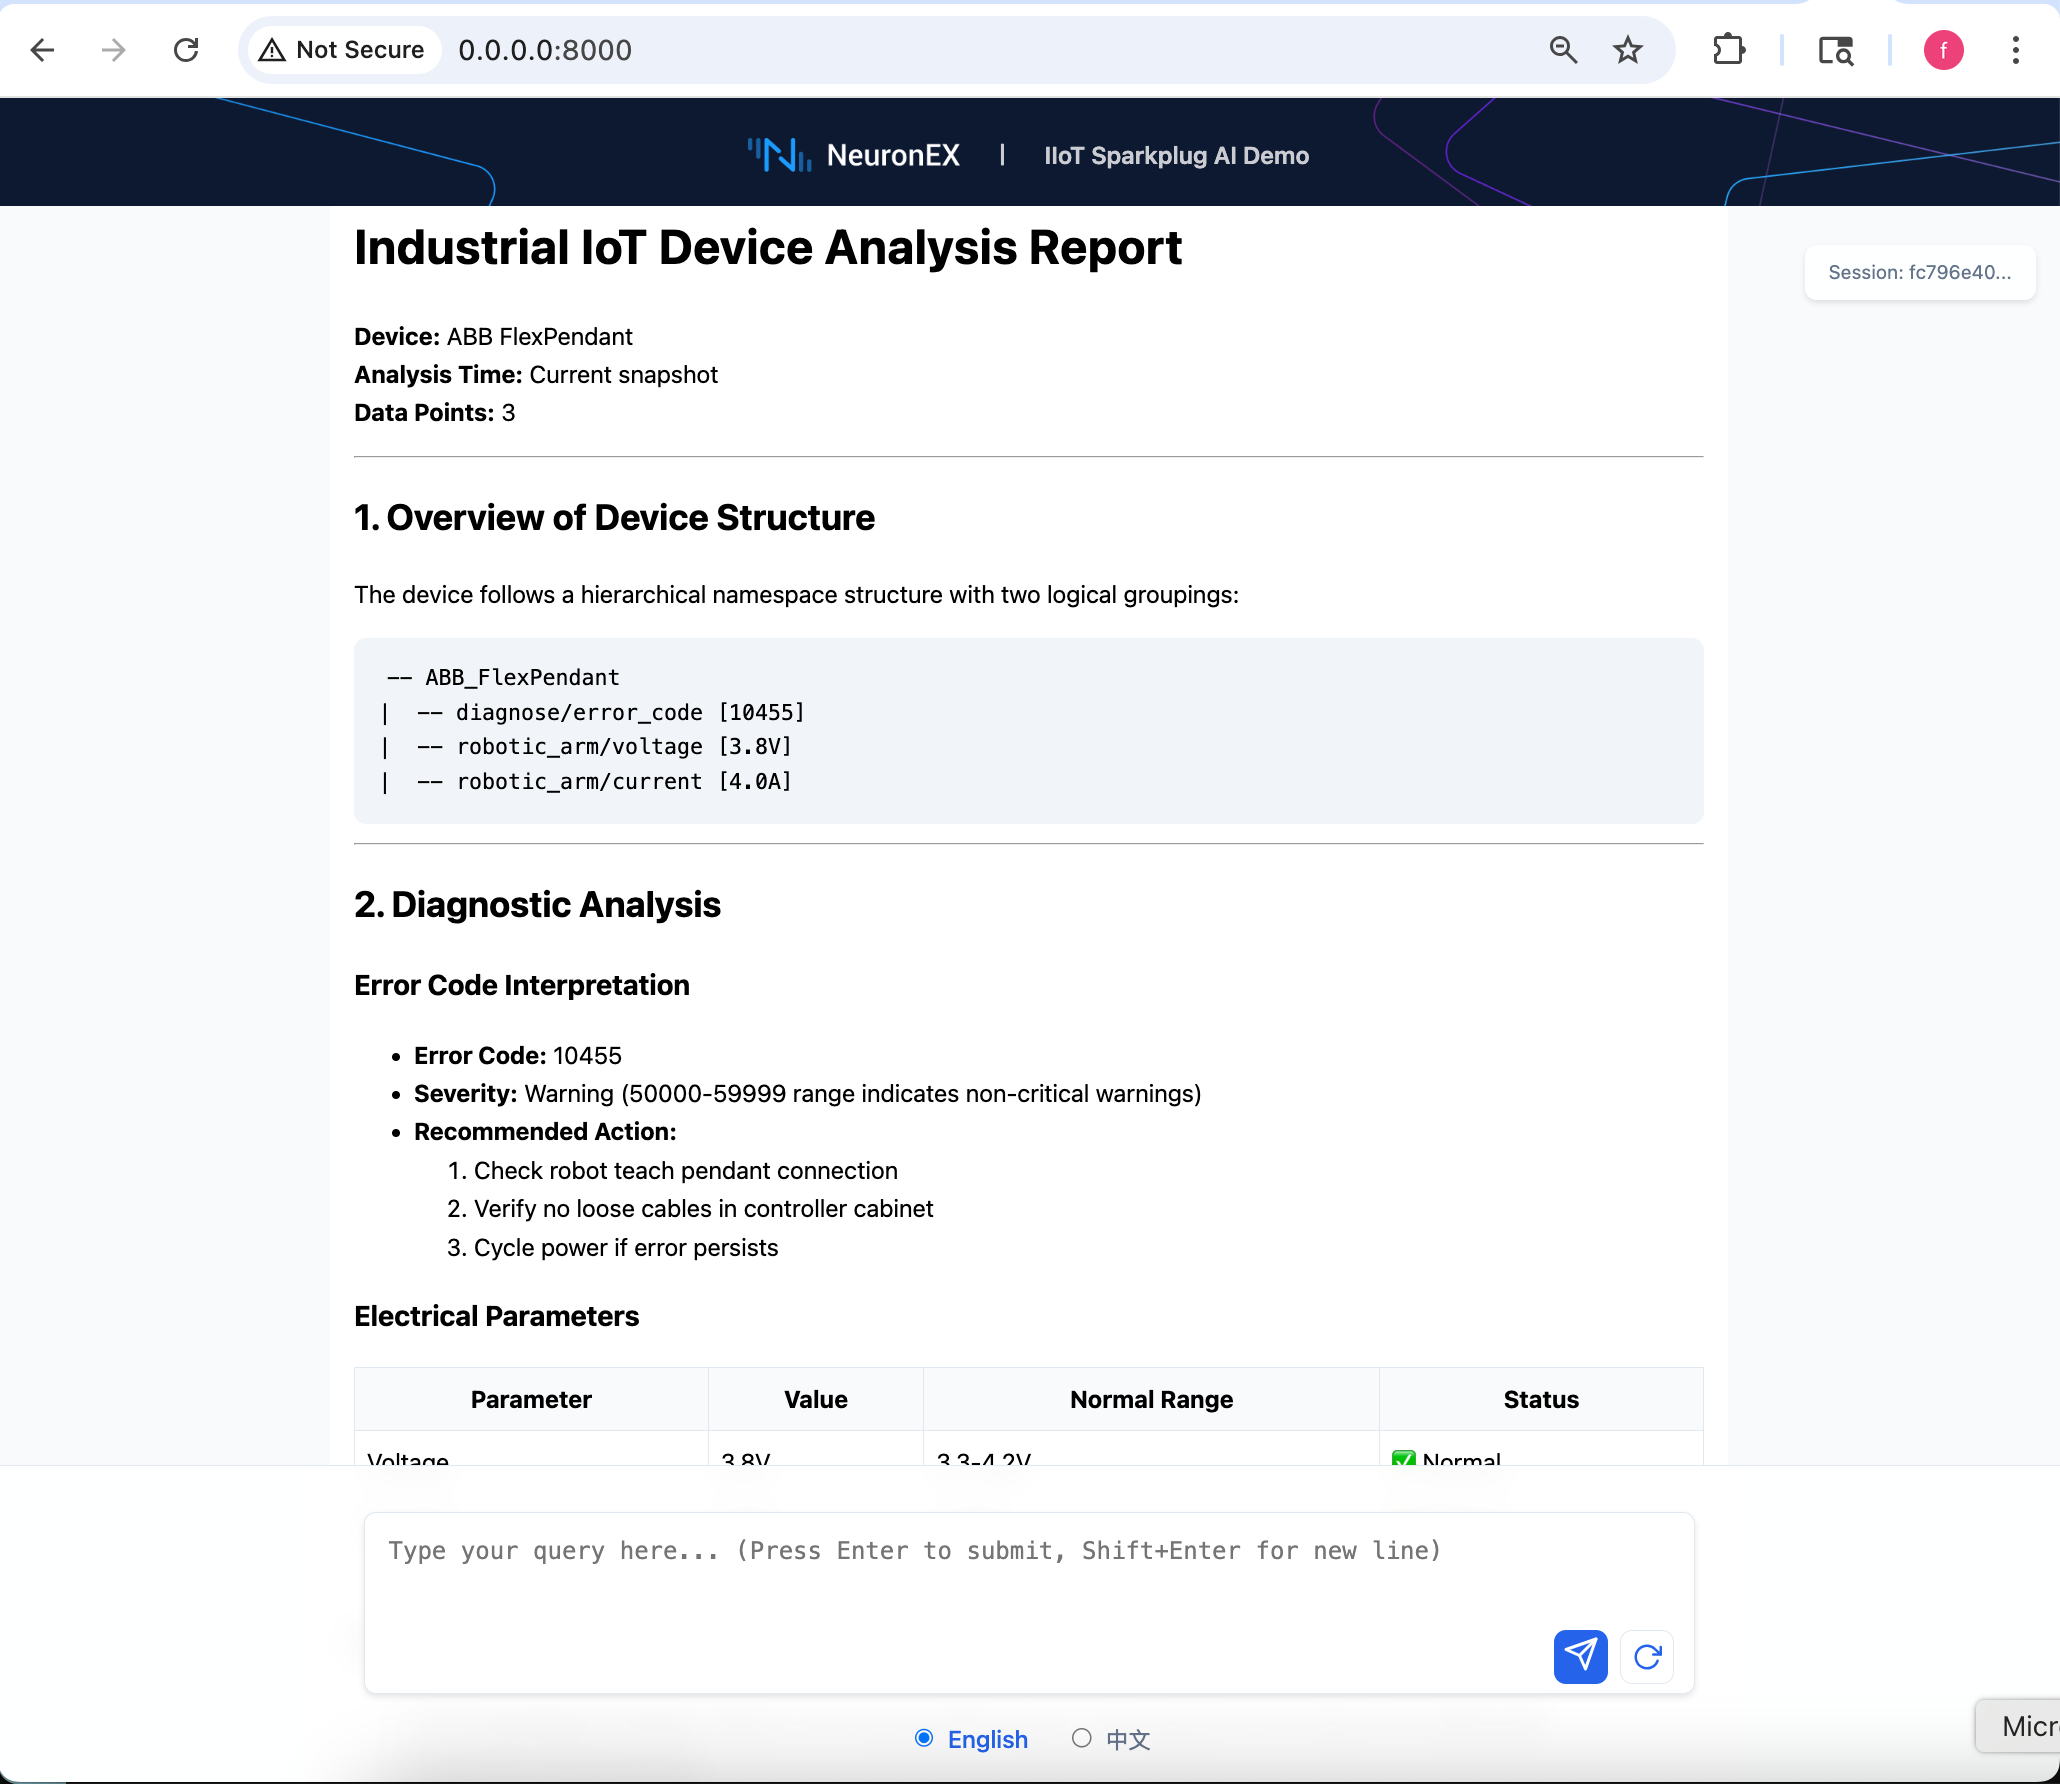 Not Secure 0.0.0.0:8000
f
NeuronEX | IIoT Sparkplug AI Demo
Industrial IoT Device Analysis Report
Session: fc796e40...
Device: ABB FlexPendant
Analysis Time: Current snapshot
Data Points: 3
1. Overview of Device Structure
The device follows a hierarchical namespace structure with two logical groupings:
-- ABB_FlexPendant
|  -- diagnose/error_code [10455]
|  -- robotic_arm/voltage [3.8V]
|  -- robotic_arm/current [4.0A]
2. Diagnostic Analysis
Error Code Interpretation
• Error Code: 10455
• Severity: Warning (50000-59999 range indicates non-critical warnings)
• Recommended Action:
1. Check robot teach pendant connection
2. Verify no loose cables in controller cabinet
3. Cycle power if error persists
Electrical Parameters
Parameter Value Normal Range Status
Voltage 3.8V 3.3-4.2V ✅ Normal
Type your query here... (Press Enter to submit, Shift+Enter for new line)
English 中文
Micr